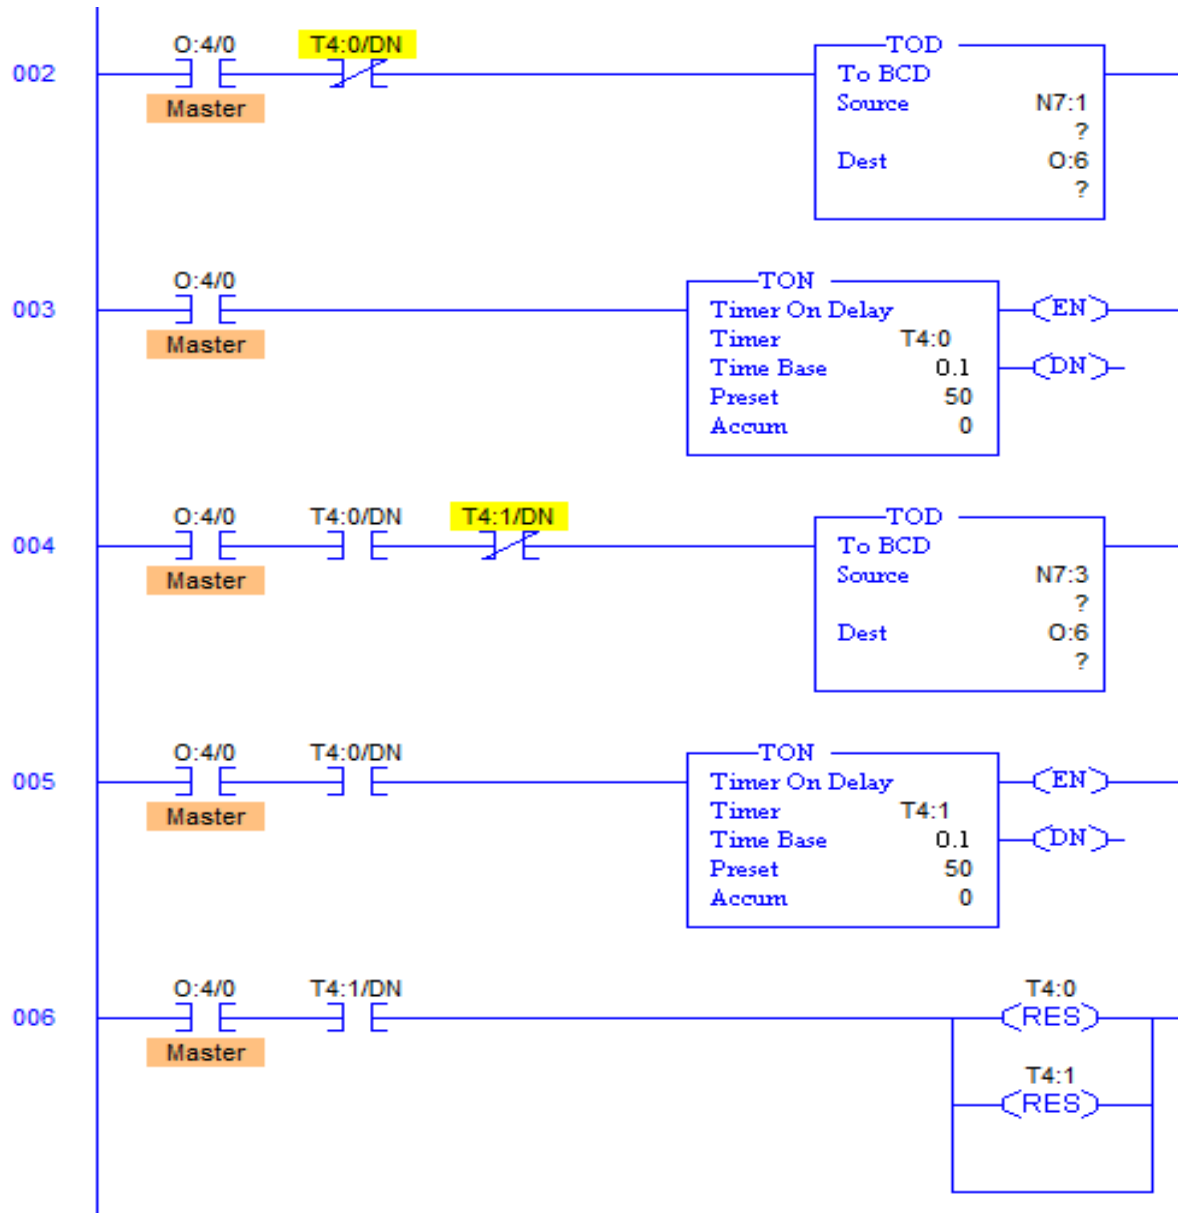 O:4/0 T4:0/DN TOD
002 To BCD
Master Source N7:1
?
Dest O:6
?
O:4/0 TON
003 Timer On Delay EN
Master Timer T4:0
Time Base 0.1 DN
Preset 50
Accum 0
O:4/0 T4:0/DN T4:1/DN TOD
004 To BCD
Master Source N7:3
?
Dest O:6
?
O:4/0 T4:0/DN TON
005 Timer On Delay EN
Master Timer T4:1
Time Base 0.1 DN
Preset 50
Accum 0
O:4/0 T4:1/DN T4:0
006 RES
Master
T4:1
RES